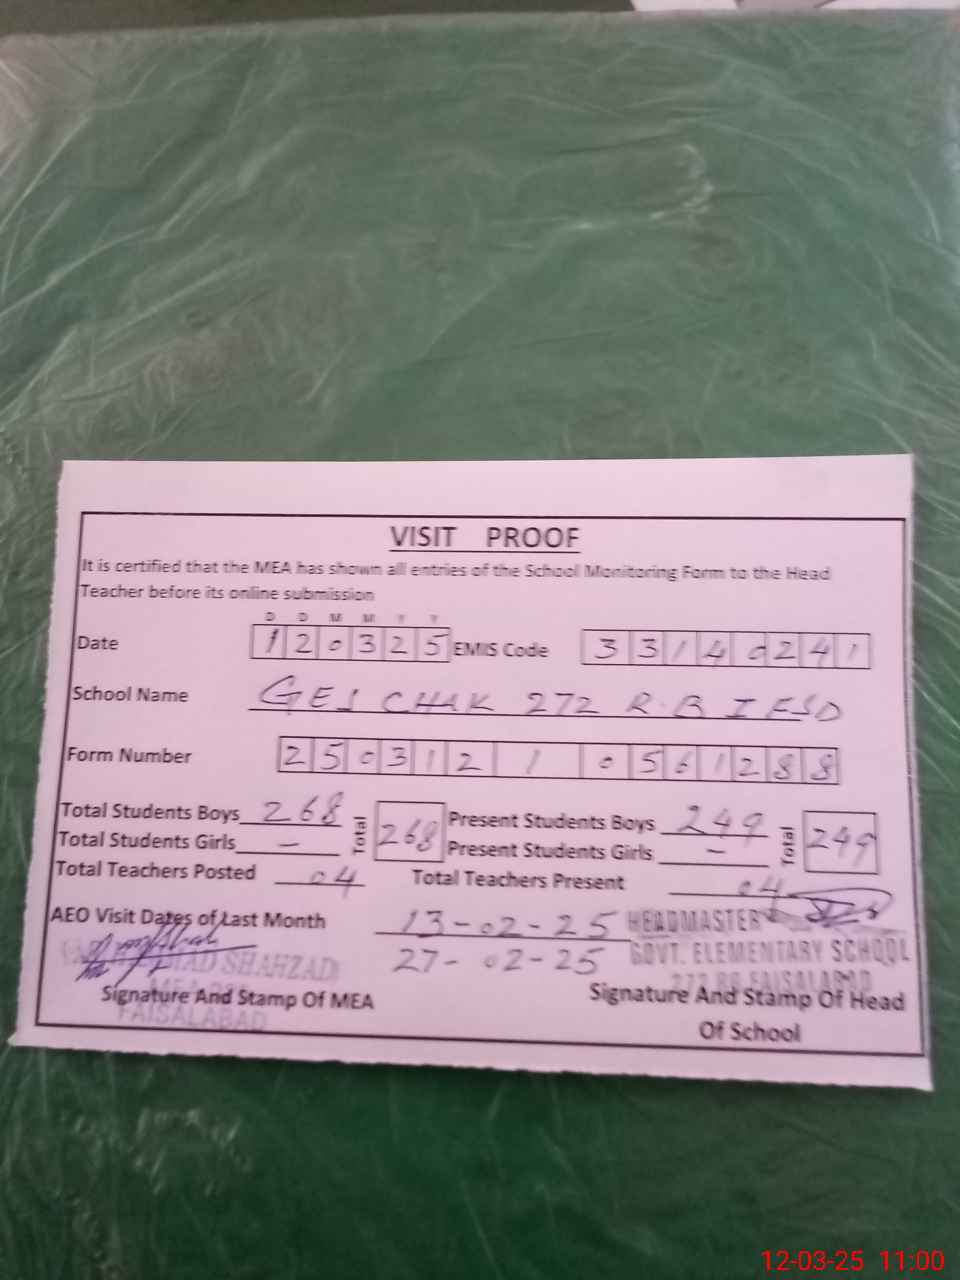 VISIT PROOF
It is certified that the MEA has shown all entries of the School Monitoring Form to the Head
Teacher before its online submission
D D M M Y Y
Date 1 2 0 3 2 5 EMIS Code 3 3 1 4 0 2 4 1
School Name GES CHAK 272 R.B I FSD
Form Number 2 5 0 3 1 2 1 0 5 6 1 2 8 8
Total Students Boys 268 Total 268 Present Students Boys 249 Total 249
Total Students Girls - Present Students Girls -
Total Teachers Posted 04 Total Teachers Present 04
AEO Visit Dates of Last Month 13-02-25 HEADMASTER
27-02-25 GOVT. ELEMENTARY SCHOOL
SHAHZAD 272 RB FAISALABAD
Signature And Stamp Of MEA Signature And Stamp Of Head
FAISALABAD Of School
12-03-25 11:00